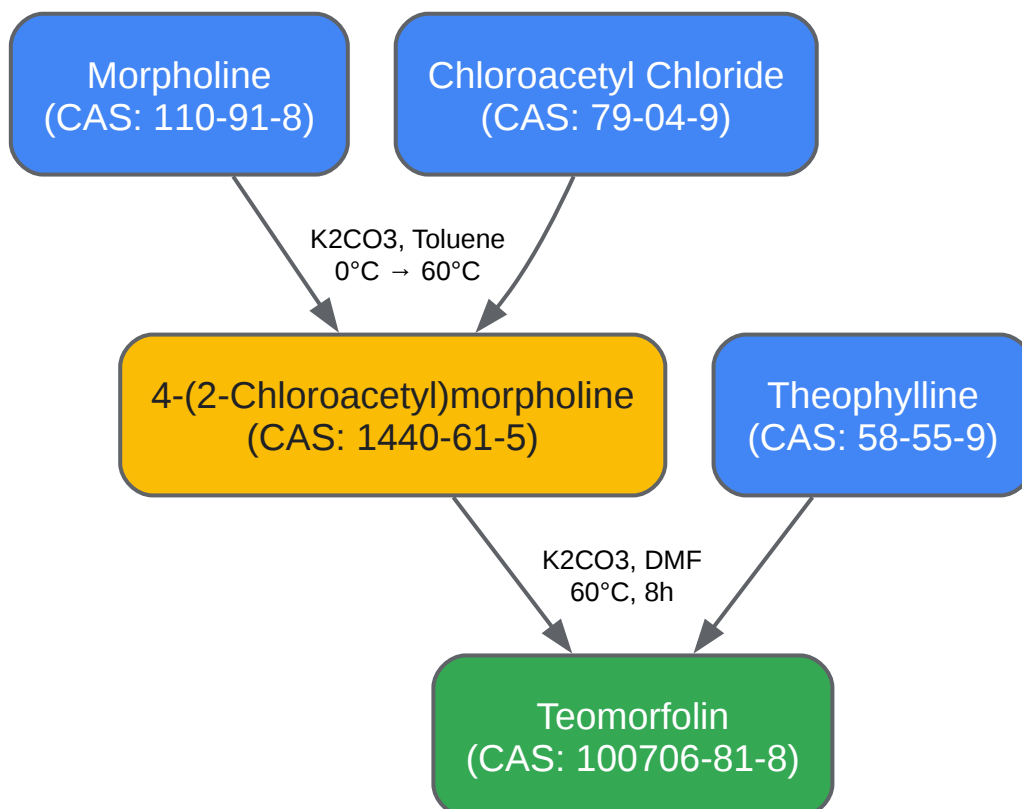 Morpholine
(CAS: 110-91-8)
Chloroacetyl Chloride
(CAS: 79-04-9)
K2CO3, Toluene
0°C → 60°C
4-(2-Chloroacetyl)morpholine
(CAS: 1440-61-5)
Theophylline
(CAS: 58-55-9)
K2CO3, DMF
60°C, 8h
Teomorfolin
(CAS: 100706-81-8)